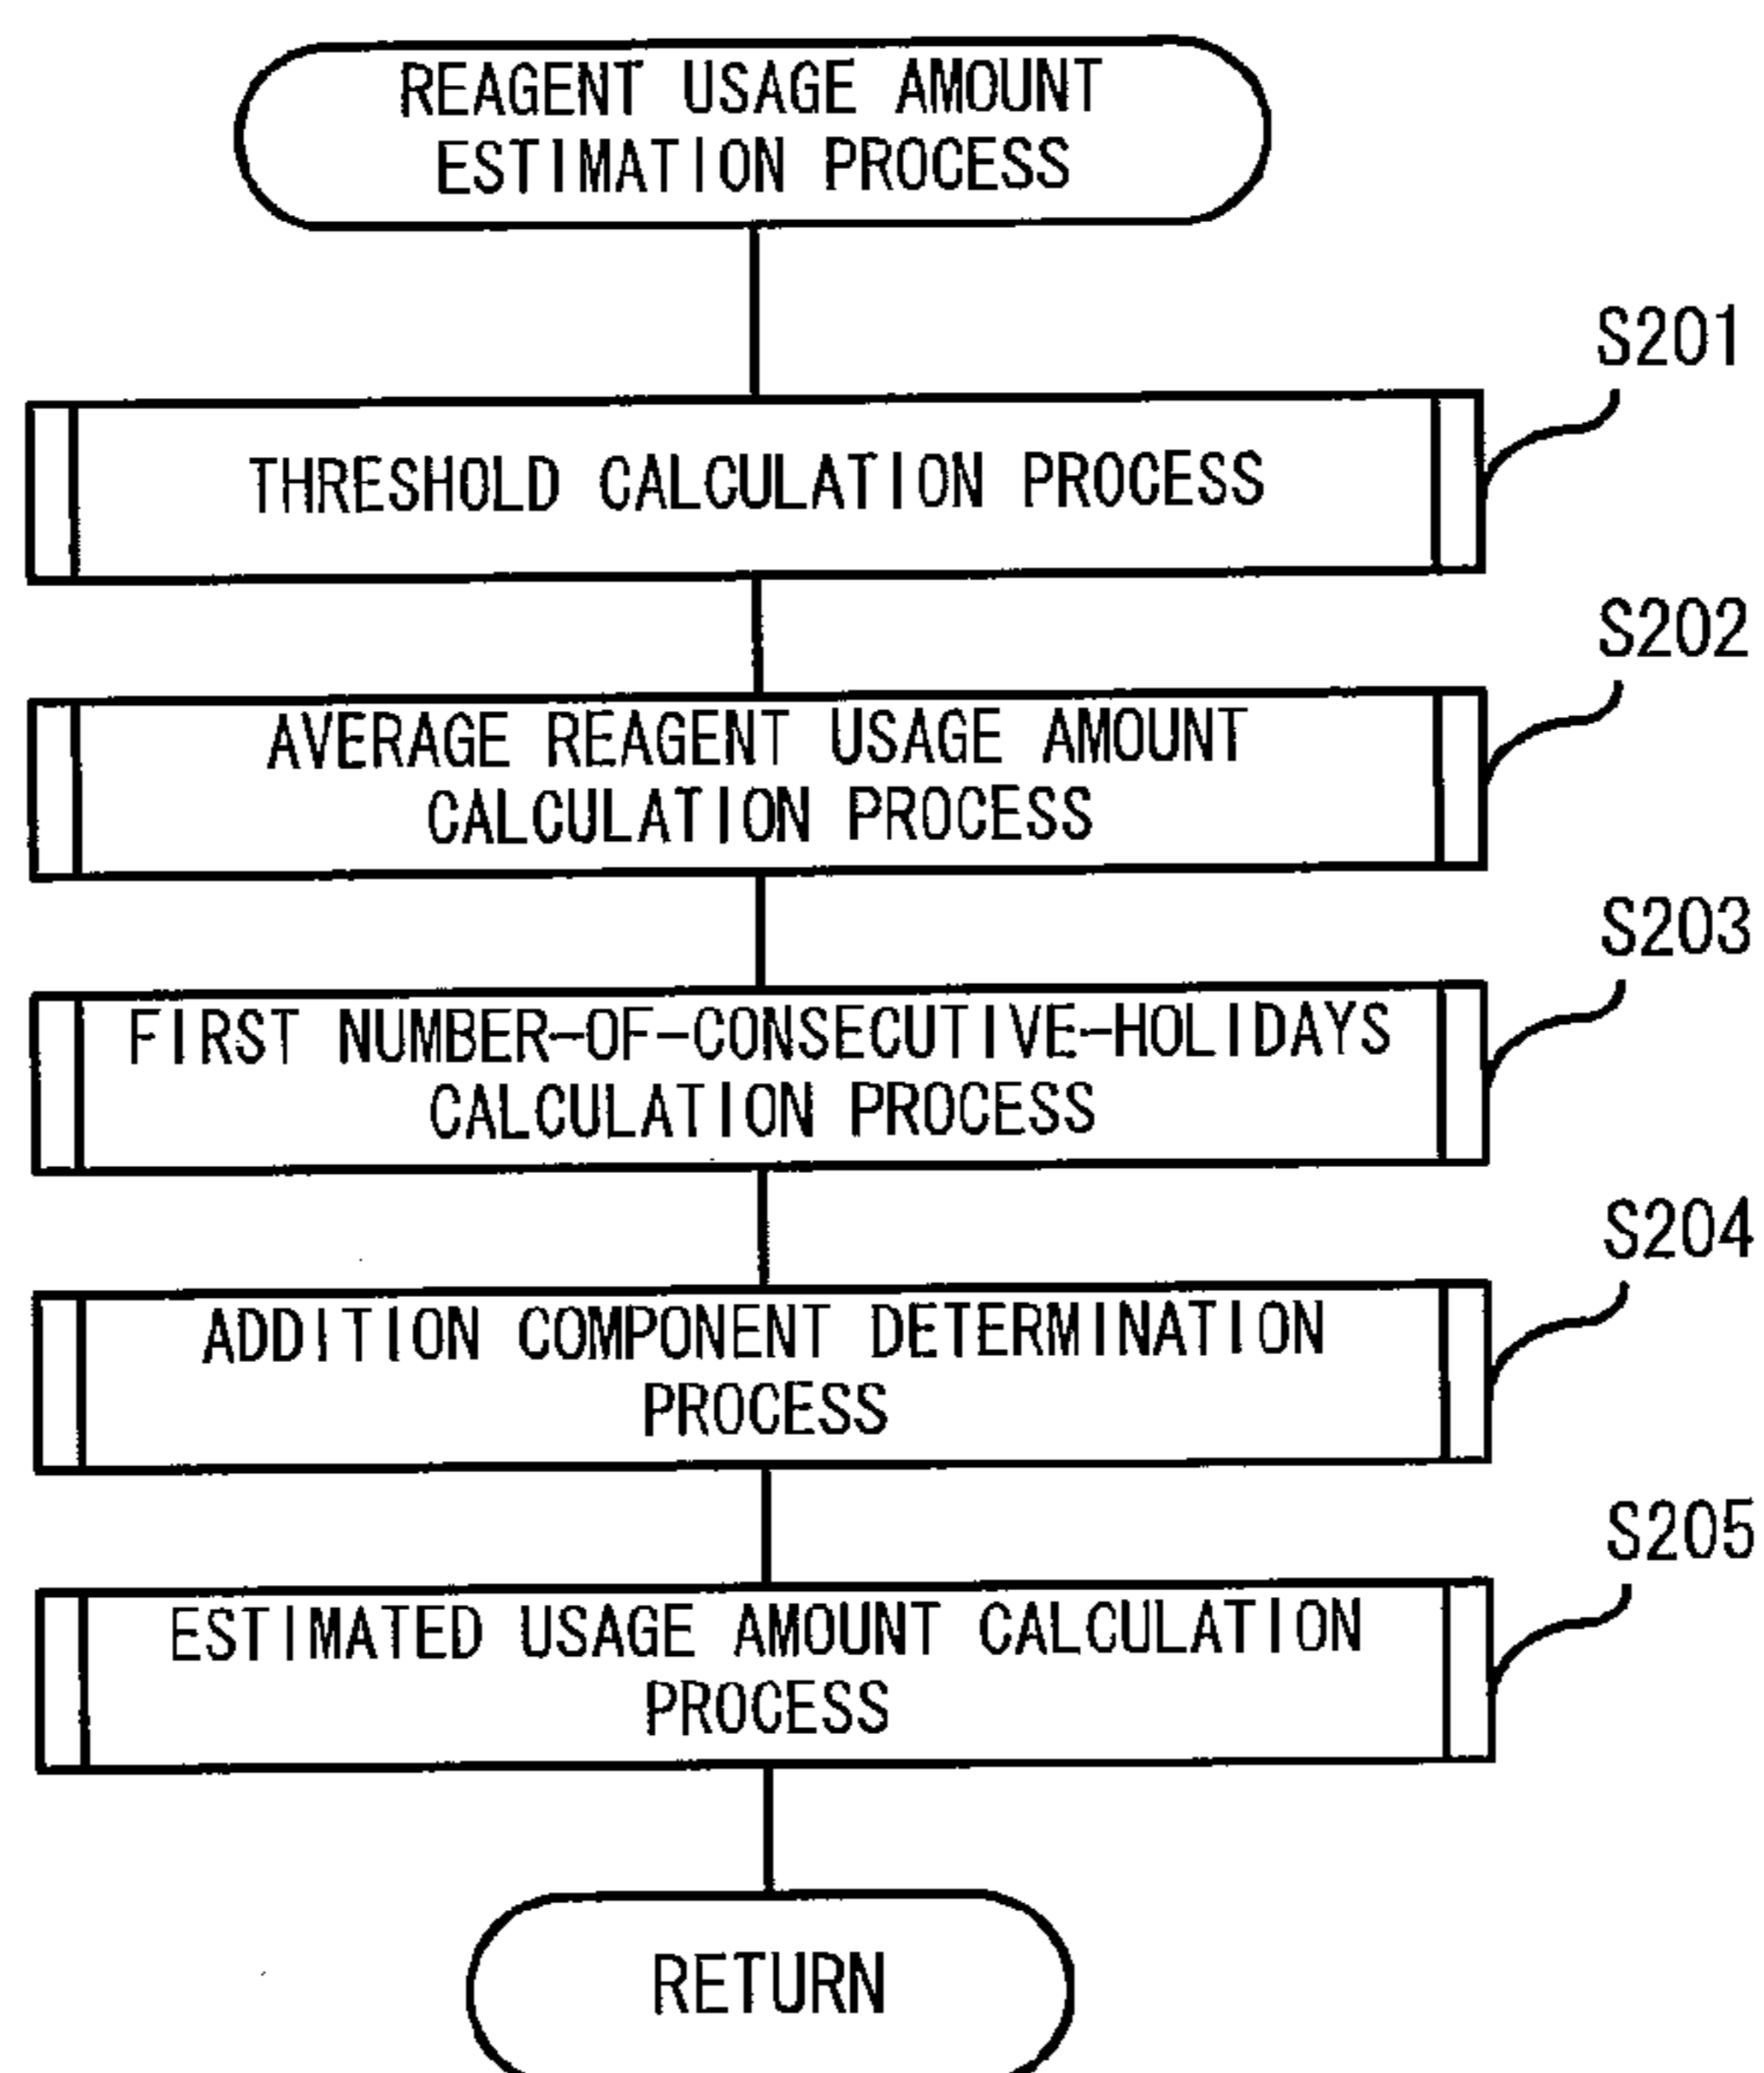 REAGENT USAGE AMOUNT
ESTIMATION PROCESS
S201
THRESHOLD CALCULATION PROCESS
S202
AVERAGE REAGENT USAGE AMOUNT
CALCULATION PROCESS
S203
FIRST NUMBER-OF-CONSECUTIVE-HOLIDAYS
CALCULATION PROCESS
S204
ADDITION COMPONENT DETERMINATION
PROCESS
S205
ESTIMATED USAGE AMOUNT CALCULATION
PROCESS
RETURN